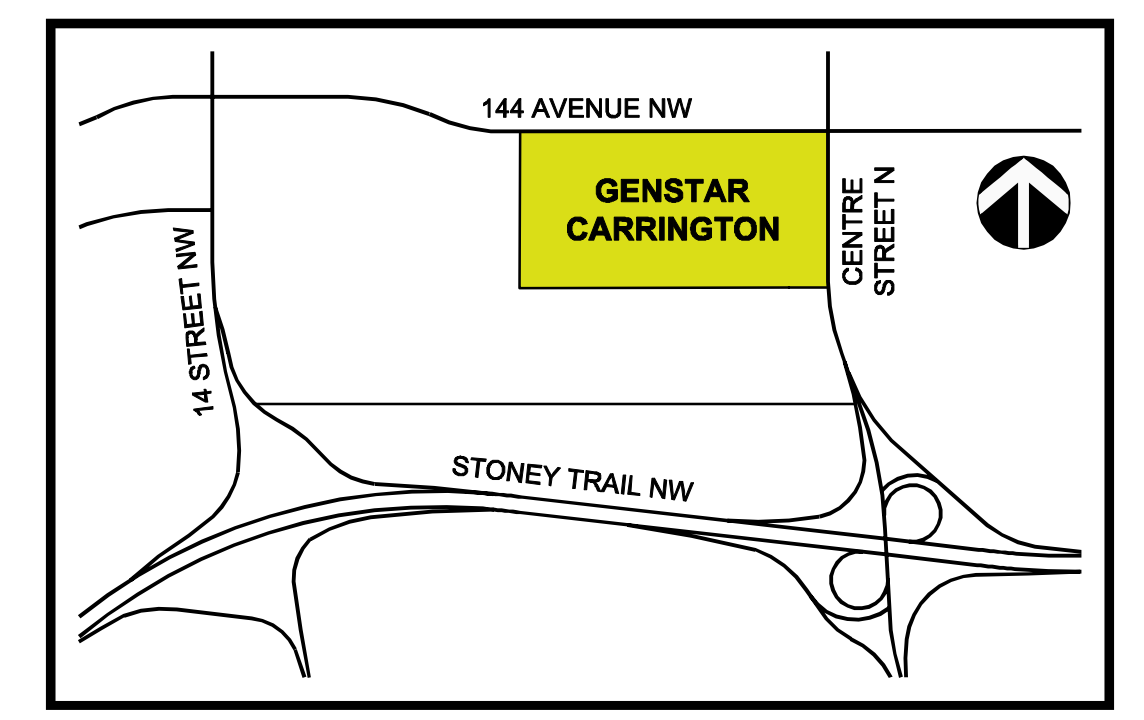 144 AVENUE NW
GENSTAR
CARRINGTON
CENTRE
STREET N
14 STREET NW
STONEY TRAIL NW